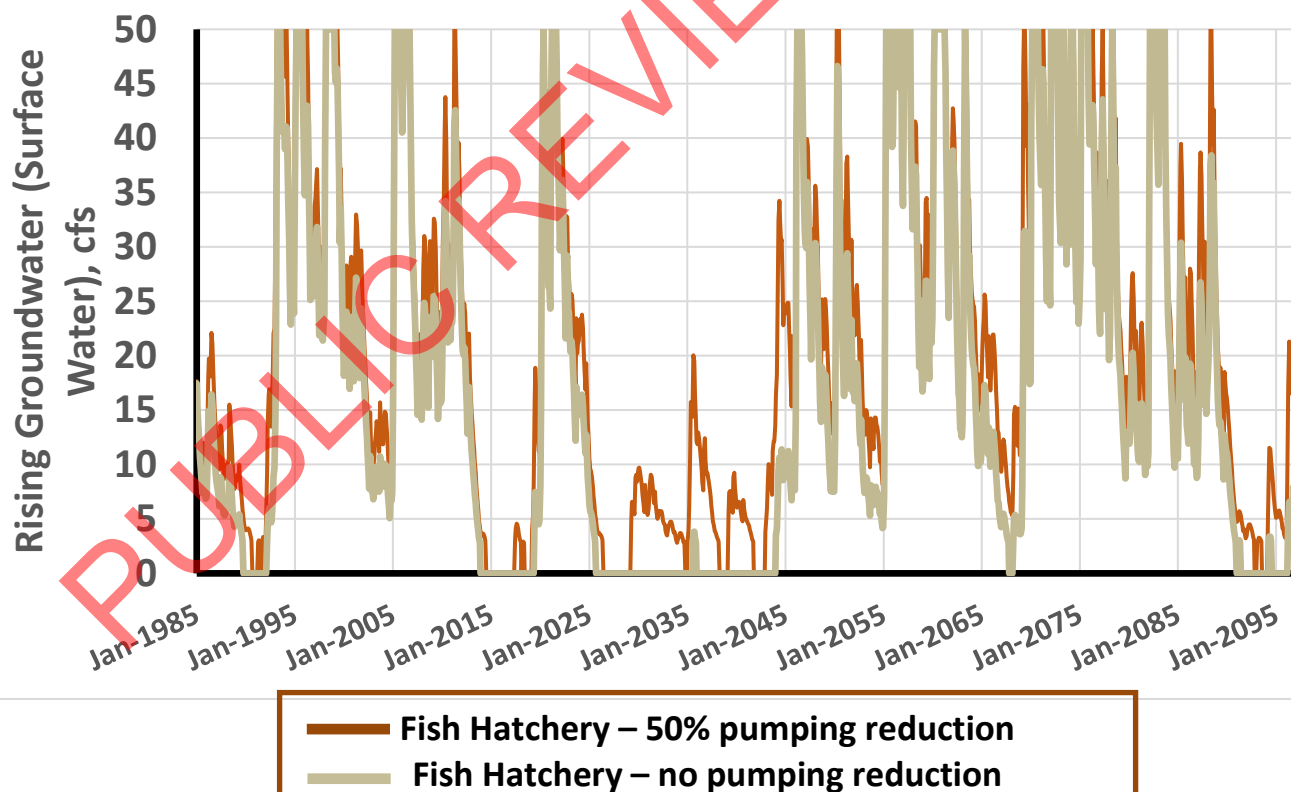 Rising Groundwater (Surface
Water), cfs
50
45
40
35
30
25
20
15
10
5
0
Jan-1985
Jan-1995
Jan-2005
Jan-2015
Jan-2025
Jan-2035
Jan-2045
Jan-2055
Jan-2065
Jan-2075
Jan-2085
Jan-2095
PUBLIC REVIE
Fish Hatchery – 50% pumping reduction
Fish Hatchery – no pumping reduction